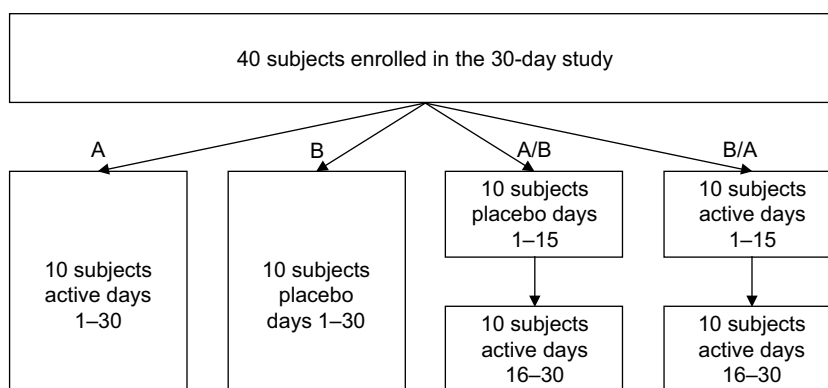 40 subjects enrolled in the 30-day study
A
B
A/B
B/A
10 subjects
active days
1–30
10 subjects
placebo
days 1–30
10 subjects
placebo days
1–15
10 subjects
active days
1–15
10 subjects
active days
16–30
10 subjects
active days
16–30